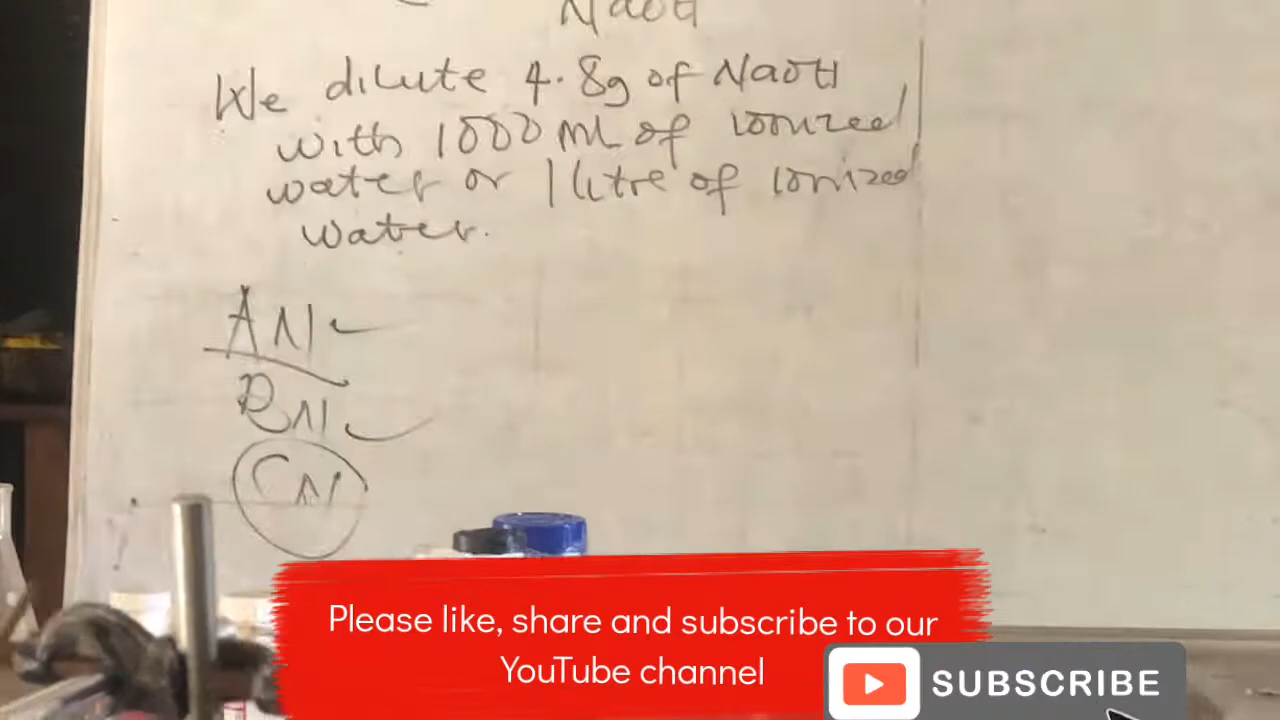 NaOH
We dilute 4.8g of NaOH
with 1000 ml of ionized
water or 1 litre of ionized
water.
AN
BN
CN
Please like, share and subscribe to our
YouTube channel
SUBSCRIBE